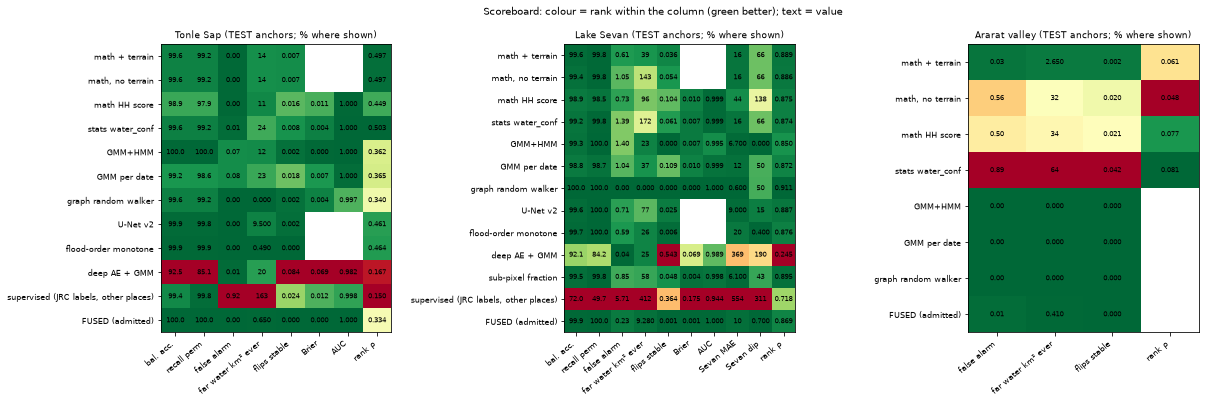 Scoreboard: colour = rank within the column (green better); text = value
Tonle Sap (TEST anchors; % where shown)
math + terrain 99.6 99.2 0.00 14 0.007 0.497
math, no terrain 99.6 99.2 0.00 14 0.007 0.497
math HH score 98.9 97.9 0.00 11 0.016 0.011 1.000 0.449
stats water_conf 99.6 99.2 0.01 24 0.008 0.004 1.000 0.503
GMM+HMM 100.0 100.0 0.07 12 0.002 0.000 1.000 0.362
GMM per date 99.2 98.6 0.08 23 0.018 0.007 1.000 0.365
graph random walker 99.6 99.2 0.00 0.000 0.002 0.004 0.997 0.340
U-Net v2 99.9 99.8 0.00 9.500 0.002 0.461
flood-order monotone 99.9 99.9 0.00 0.490 0.000 0.464
deep AE + GMM 92.5 85.1 0.01 20 0.084 0.069 0.982 0.167
supervised (JRC labels, other places) 99.4 99.8 0.92 163 0.024 0.012 0.998 0.150
FUSED (admitted) 100.0 100.0 0.00 0.650 0.000 0.000 1.000 0.334
bal. acc. recall perm false alarm far water km² ever flips stable Brier AUC rank ρ
Lake Sevan (TEST anchors; % where shown)
math + terrain 99.6 99.8 0.61 39 0.036 16 66 0.889
math, no terrain 99.4 99.8 1.05 143 0.054 16 66 0.886
math HH score 98.9 98.5 0.73 96 0.104 0.010 0.999 44 138 0.875
stats water_conf 99.2 99.8 1.39 172 0.061 0.007 0.999 16 66 0.874
GMM+HMM 99.3 100.0 1.40 23 0.000 0.007 0.995 6.700 0.000 0.850
GMM per date 98.8 98.7 1.04 37 0.109 0.010 0.999 12 50 0.872
graph random walker 100.0 100.0 0.00 0.000 0.000 0.000 1.000 0.600 50 0.911
U-Net v2 99.6 100.0 0.71 77 0.025 9.000 15 0.887
flood-order monotone 99.7 100.0 0.59 26 0.006 20 0.400 0.876
deep AE + GMM 92.1 84.2 0.04 25 0.543 0.069 0.989 369 190 0.245
sub-pixel fraction 99.5 99.8 0.85 58 0.048 0.004 0.998 6.100 43 0.895
supervised (JRC labels, other places) 72.0 49.7 5.71 412 0.364 0.175 0.944 554 311 0.718
FUSED (admitted) 99.9 100.0 0.23 9.280 0.001 0.001 1.000 10 0.700 0.869
bal. acc. recall perm false alarm far water km² ever flips stable Brier AUC Sevan MAE Sevan dip rank ρ
Ararat valley (TEST anchors; % where shown)
math + terrain 0.03 2.650 0.002 0.061
math, no terrain 0.56 32 0.020 0.048
math HH score 0.50 34 0.021 0.077
stats water_conf 0.89 64 0.042 0.081
GMM+HMM 0.00 0.000 0.000
GMM per date 0.00 0.000 0.000
graph random walker 0.00 0.000 0.000
FUSED (admitted) 0.01 0.410 0.000
false alarm far water km² ever flips stable rank ρ